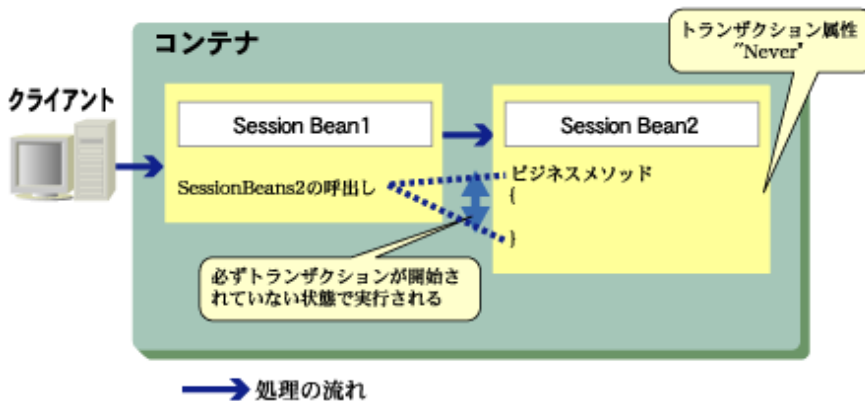 コンテナ
トランザクション属性
"Never"
クライアント
Session Bean1
Session Bean2
SessionBeans2の呼出し
ビジネスメソッド
{
}
必ずトランザクションが開始さ
れていない状態で実行される
処理の流れ